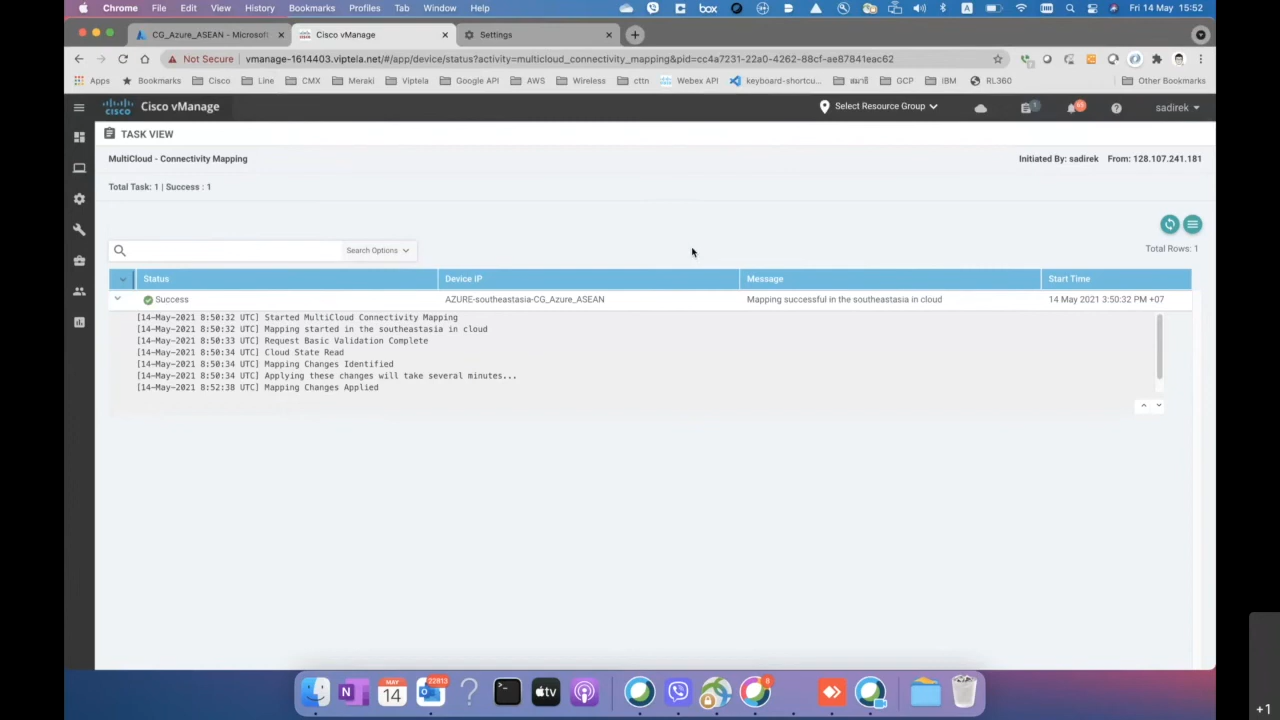 Chrome File Edit View History Bookmarks Profiles Tab Window Help
box A Fri 14 May 15:52
CG_Azure_ASEAN - Microsoft
Cisco vManage
Settings
Not Secure vmanage-1614403.viptela.net/#/app/device/status?activity=multicloud_connectivity_mapping&pid=cc4a7231-22a0-4262-88cf-ae87841eac62
Apps Bookmarks Cisco Line CMX Meraki Viptela Google API AWS Wireless cttn Webex API keyboard-shortcu... GCP IBM RL360 Other Bookmarks
CISCO Cisco vManage Select Resource Group sadirek
TASK VIEW
MultiCloud - Connectivity Mapping Initiated By: sadirek From: 128.107.241.181
Total Task: 1 | Success : 1
Search Options Total Rows: 1
Status Device IP Message Start Time
Success AZURE-southeastasia-CG_Azure_ASEAN Mapping successful in the southeastasia in cloud 14 May 2021 3:50:32 PM +07
[14-May-2021 8:50:32 UTC] Started MultiCloud Connectivity Mapping
[14-May-2021 8:50:32 UTC] Mapping started in the southeastasia in cloud
[14-May-2021 8:50:33 UTC] Request Basic Validation Complete
[14-May-2021 8:50:34 UTC] Cloud State Read
[14-May-2021 8:50:34 UTC] Mapping Changes Identified
[14-May-2021 8:50:34 UTC] Applying these changes will take several minutes...
[14-May-2021 8:52:38 UTC] Mapping Changes Applied
MAY
14
22813
tv
8
+1